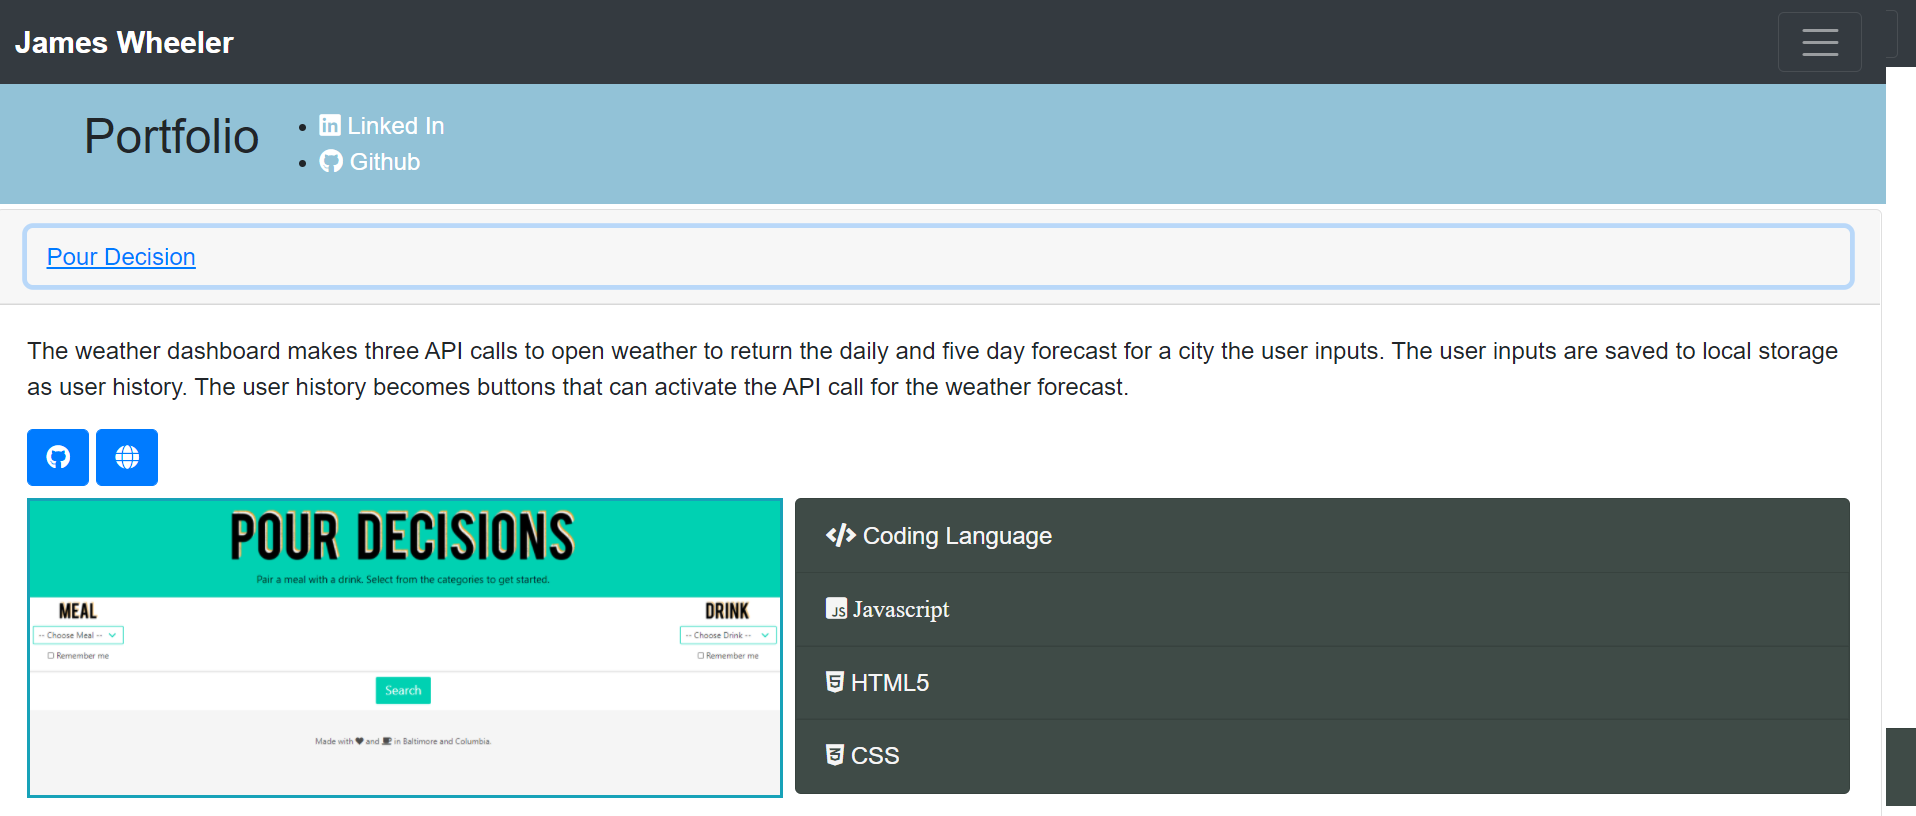 James Wheeler
Portfolio
Linked In
Github
Pour Decision
The weather dashboard makes three API calls to open weather to return the daily and five day forecast for a city the user inputs. The user inputs are saved to local storage
as user history. The user history becomes buttons that can activate the API call for the weather forecast.
POUR DECISIONS
Pair a meal with a drink. Select from the categories to get started.
MEAL
-- Choose Meal --
Remember me
DRINK
-- Choose Drink --
Remember me
Search
Made with and in Baltimore and Columbia.
Coding Language
JS Javascript
HTML5
CSS